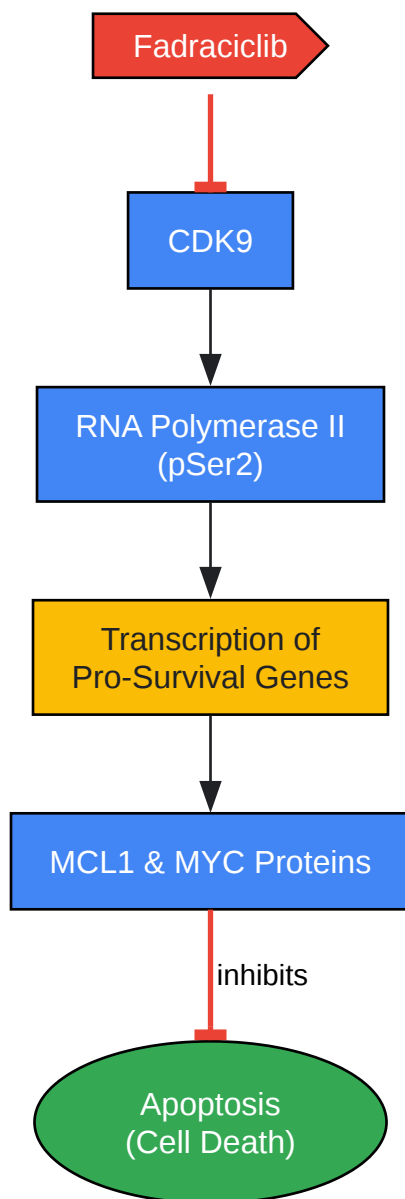 Fadraciclib
CDK9
RNA Polymerase II
(pSer2)
Transcription of
Pro-Survival Genes
MCL1 & MYC Proteins
inhibits
Apoptosis
(Cell Death)